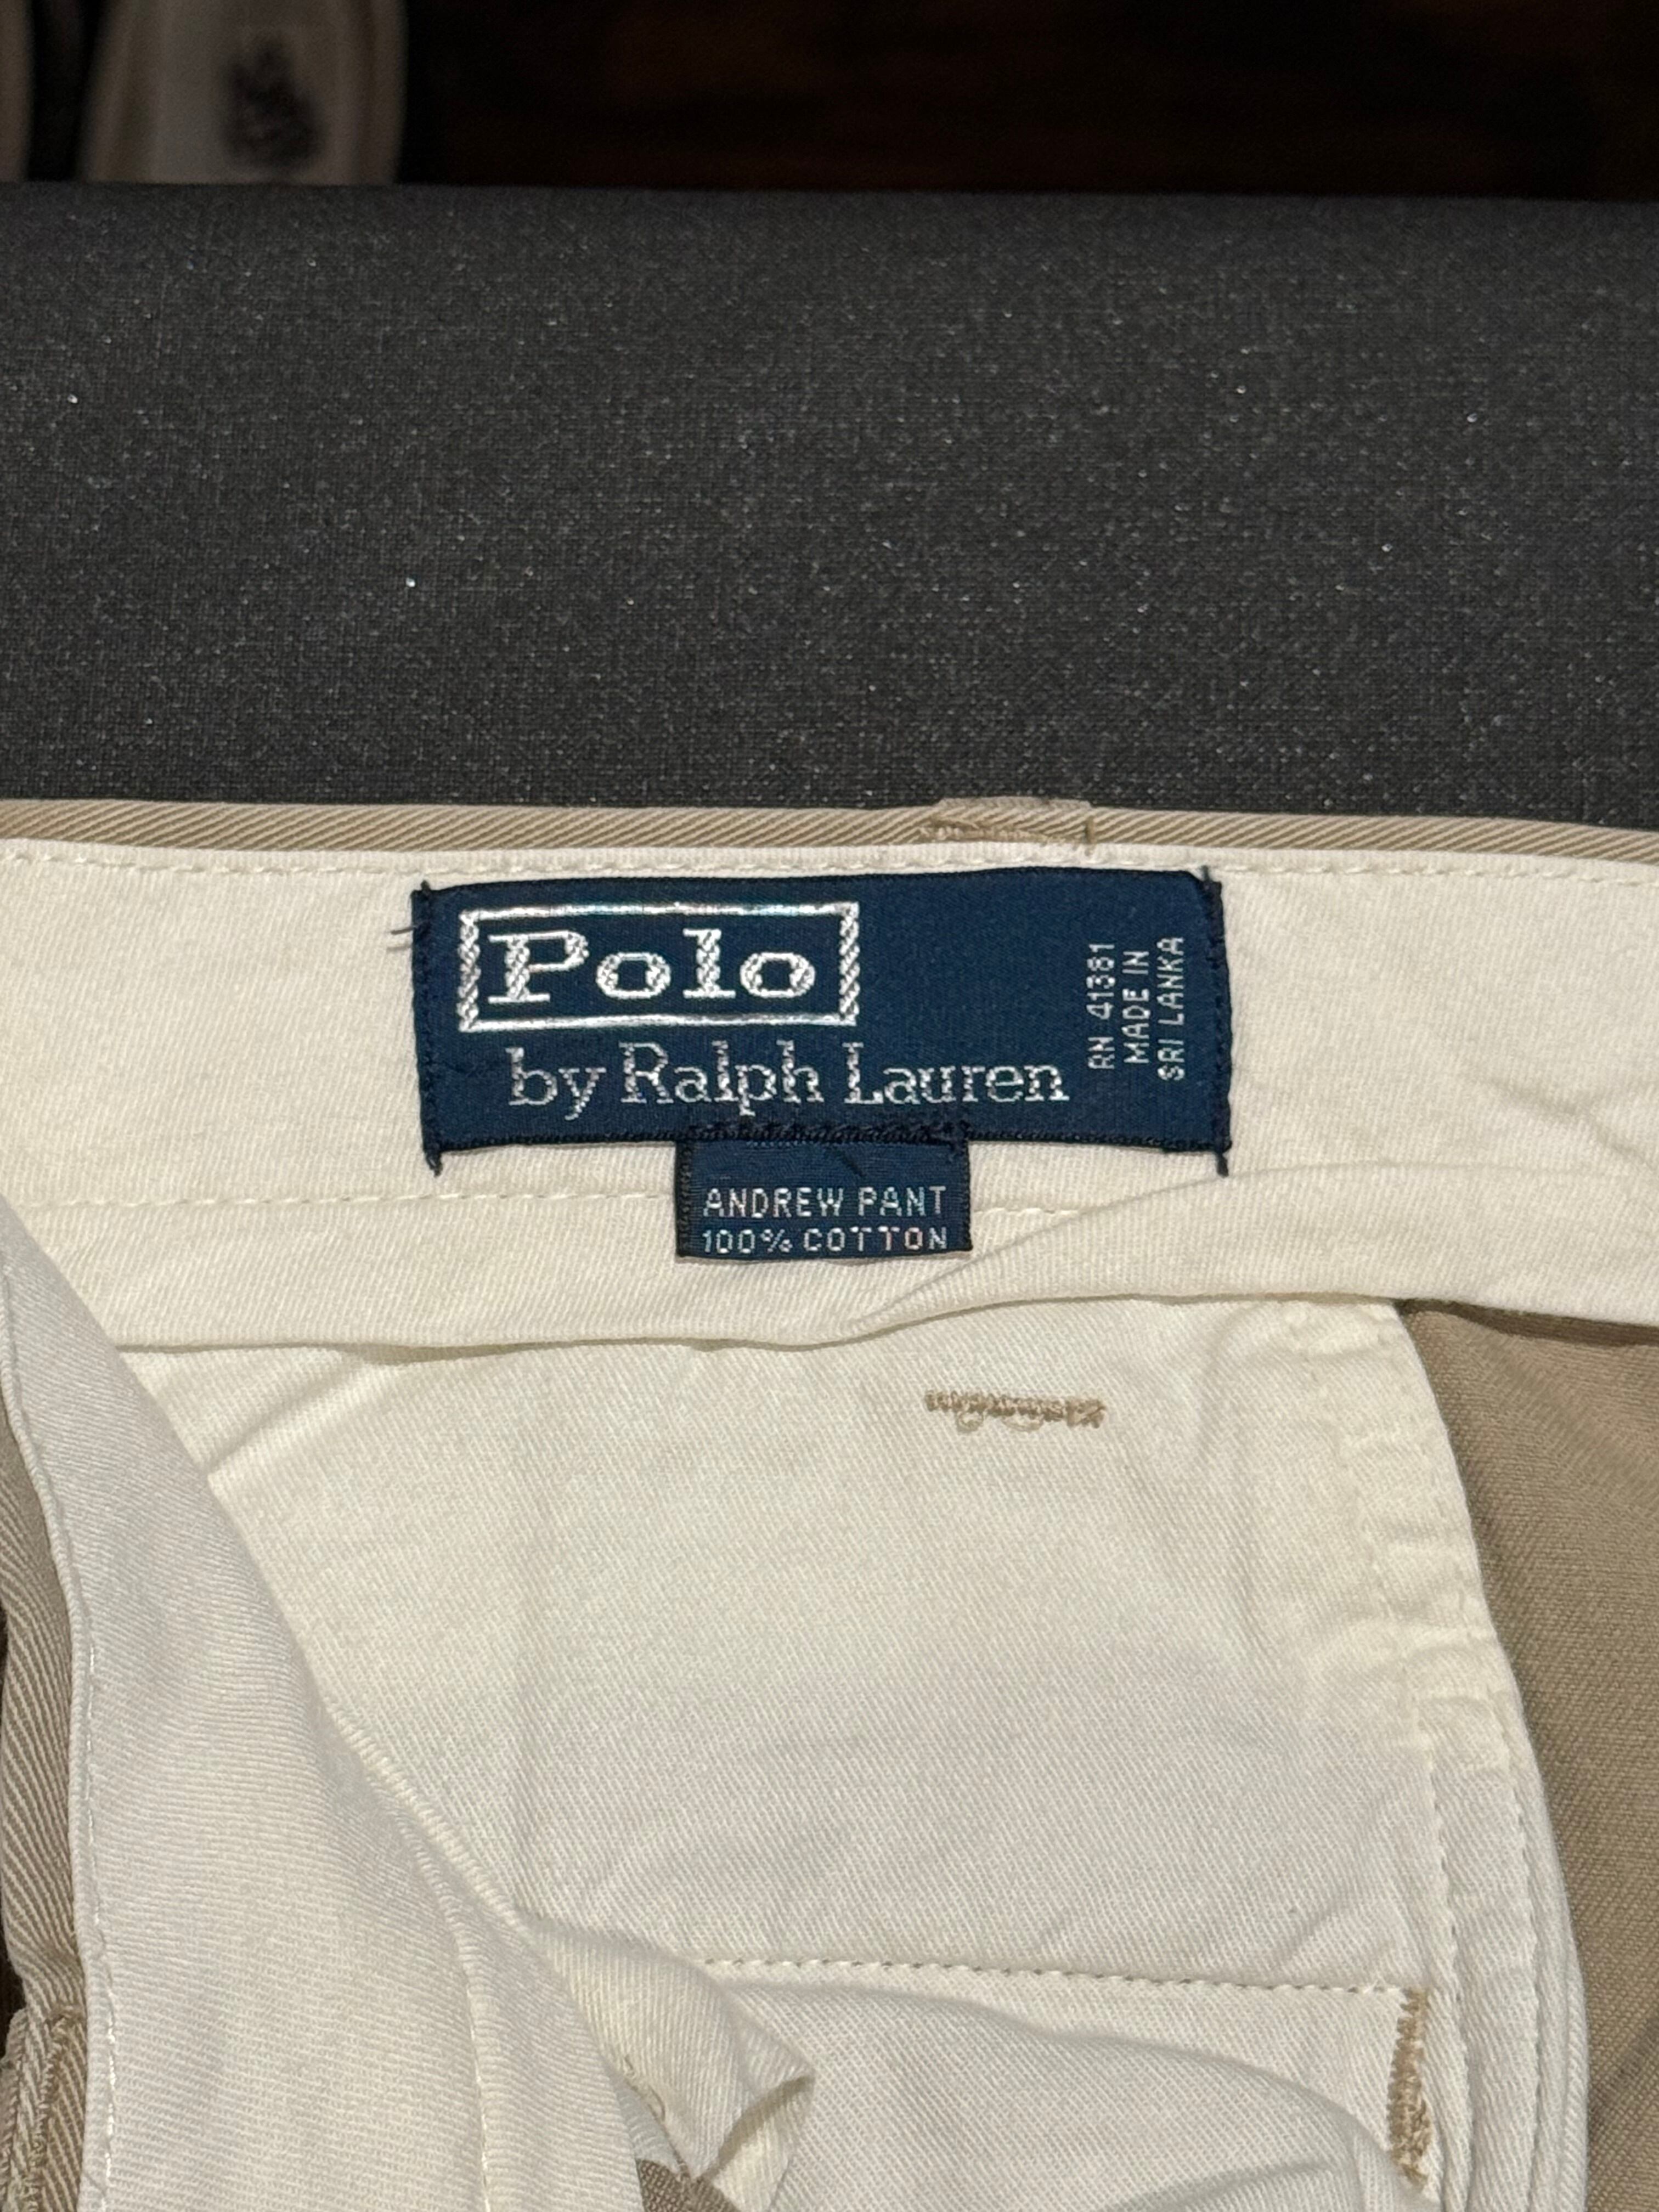 Polo
by Ralph Lauren
RN 41381
MADE IN
SRI LANKA
ANDREW PANT
100% COTTON